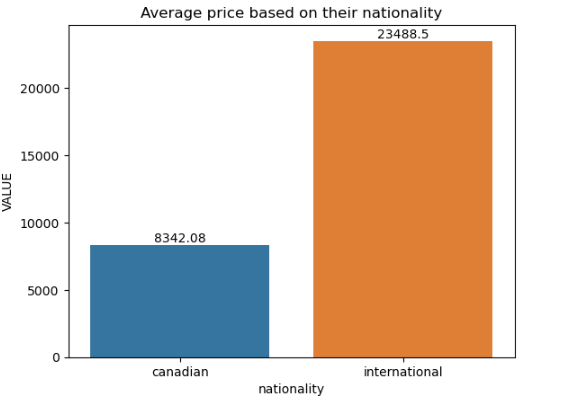 Average price based on their nationality
23488.5
20000
15000
VALUE
10000
8342.08
5000
0
canadian international
nationality